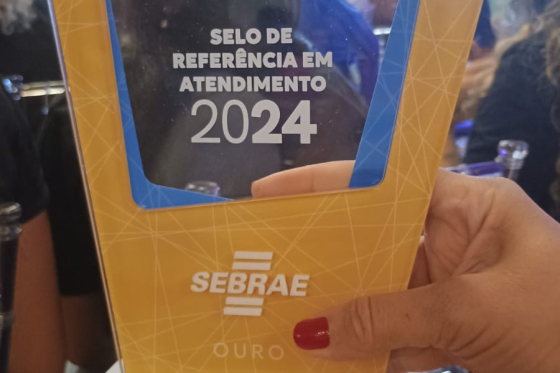 SELO DE
REFERÊNCIA EM
ATENDIMENTO
2024
SEBRAE
OURO